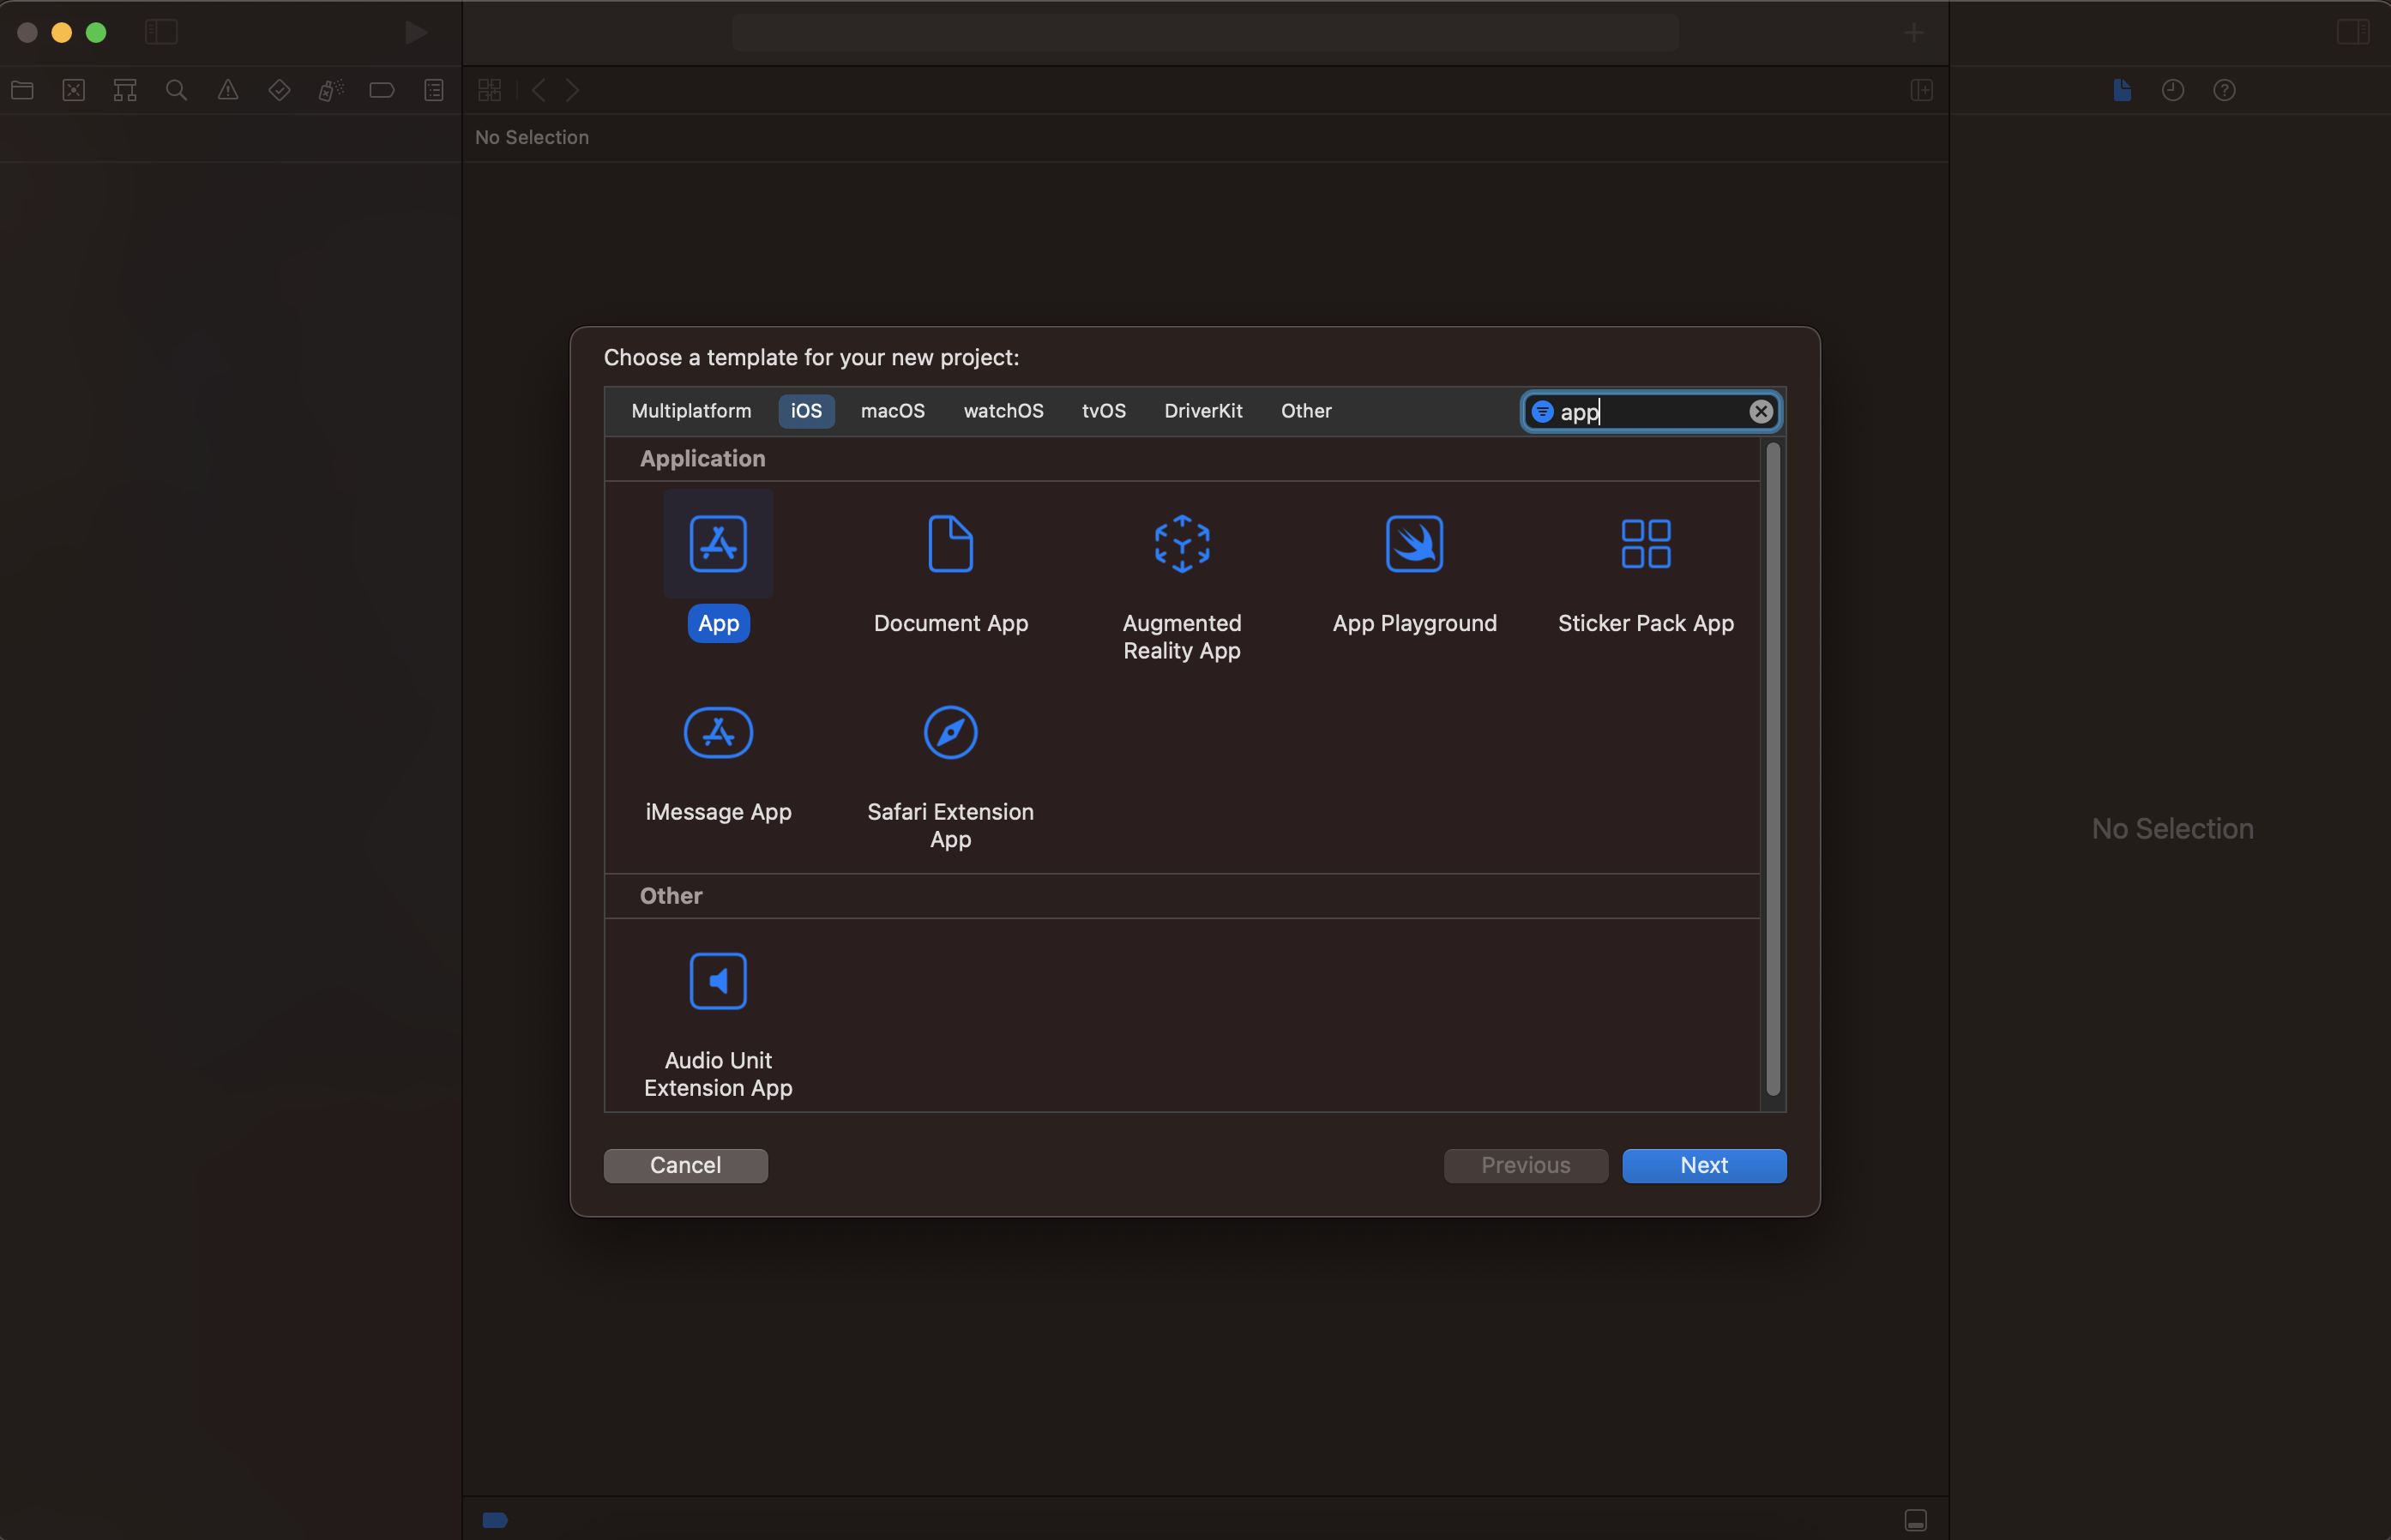 No Selection
Choose a template for your new project:
Multiplatform iOS macOS watchOS tvOS DriverKit Other app
Application
App Document App Augmented App Playground Sticker Pack App
Reality App
iMessage App Safari Extension
App
No Selection
Other
Audio Unit
Extension App
Cancel Previous Next